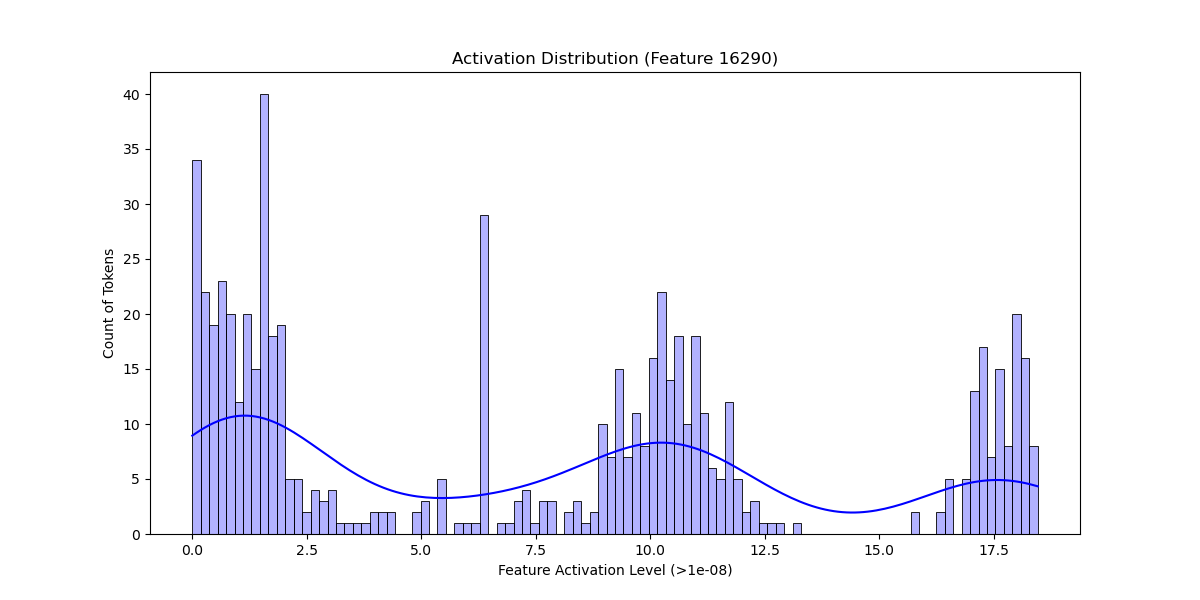 Activation Distribution (Feature 16290)
40
35
30
25
20
15
10
5
0
Count of Tokens
0.0 2.5 5.0 7.5 10.0 12.5 15.0 17.5
Feature Activation Level (>1e-08)